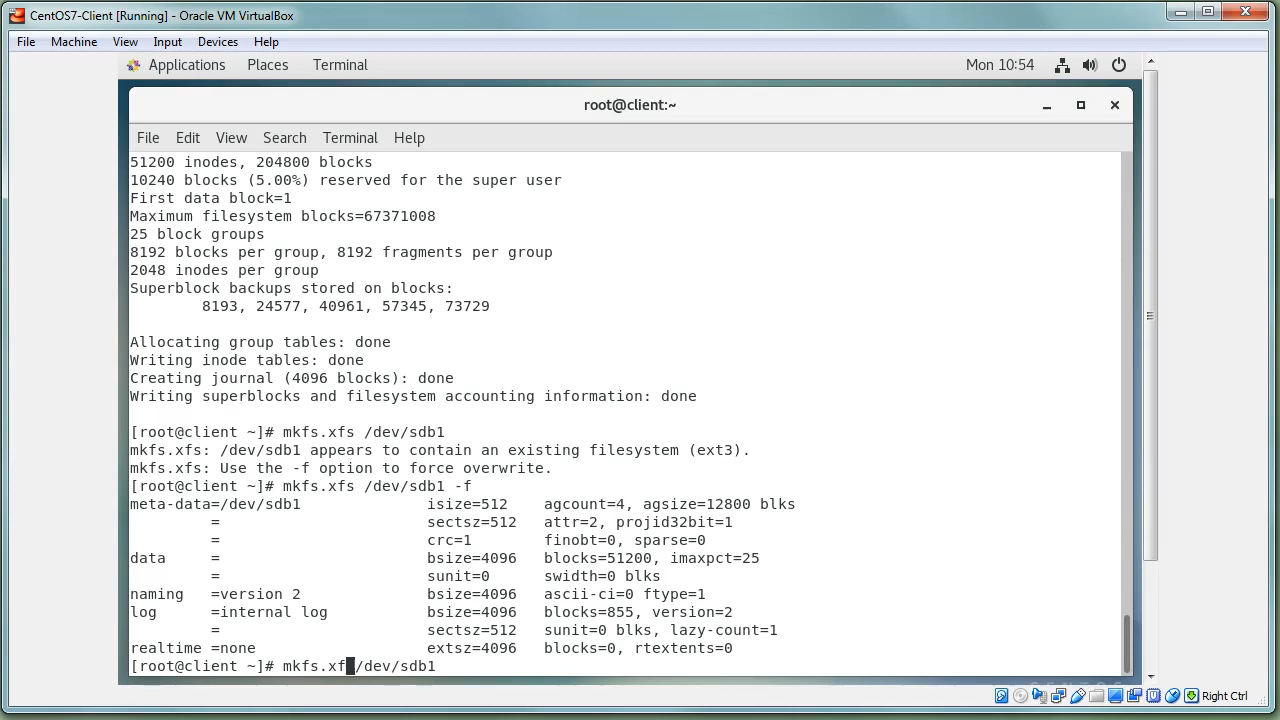 CentOS7-Client [Running] - Oracle VM VirtualBox
File Machine View Input Devices Help
Applications Places Terminal Mon 10:54
root@client:~
File Edit View Search Terminal Help
51200 inodes, 204800 blocks
10240 blocks (5.00%) reserved for the super user
First data block=1
Maximum filesystem blocks=67371008
25 block groups
8192 blocks per group, 8192 fragments per group
2048 inodes per group
Superblock backups stored on blocks:
8193, 24577, 40961, 57345, 73729
Allocating group tables: done
Writing inode tables: done
Creating journal (4096 blocks): done
Writing superblocks and filesystem accounting information: done
[root@client ~]# mkfs.xfs /dev/sdb1
mkfs.xfs: /dev/sdb1 appears to contain an existing filesystem (ext3).
mkfs.xfs: Use the -f option to force overwrite.
[root@client ~]# mkfs.xfs /dev/sdb1 -f
meta-data=/dev/sdb1 isize=512 agcount=4, agsize=12800 blks
= sectsz=512 attr=2, projid32bit=1
= crc=1 finobt=0, sparse=0
data = bsize=4096 blocks=51200, imaxpct=25
= sunit=0 swidth=0 blks
naming =version 2 bsize=4096 ascii-ci=0 ftype=1
log =internal log bsize=4096 blocks=855, version=2
= sectsz=512 sunit=0 blks, lazy-count=1
realtime =none extsz=4096 blocks=0, rtextents=0
[root@client ~]# mkfs.xf /dev/sdb1
Right Ctrl